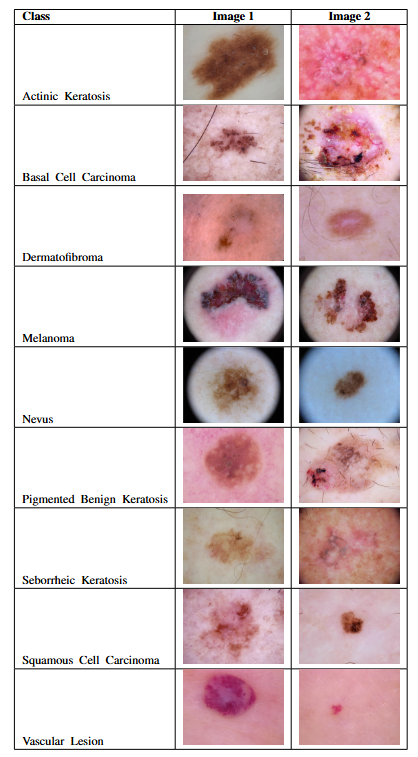 Class Image 1 Image 2
Actinic Keratosis
Basal Cell Carcinoma
Dermatofibroma
Melanoma
Nevus
Pigmented Benign Keratosis
Seborrheic Keratosis
Squamous Cell Carcinoma
Vascular Lesion